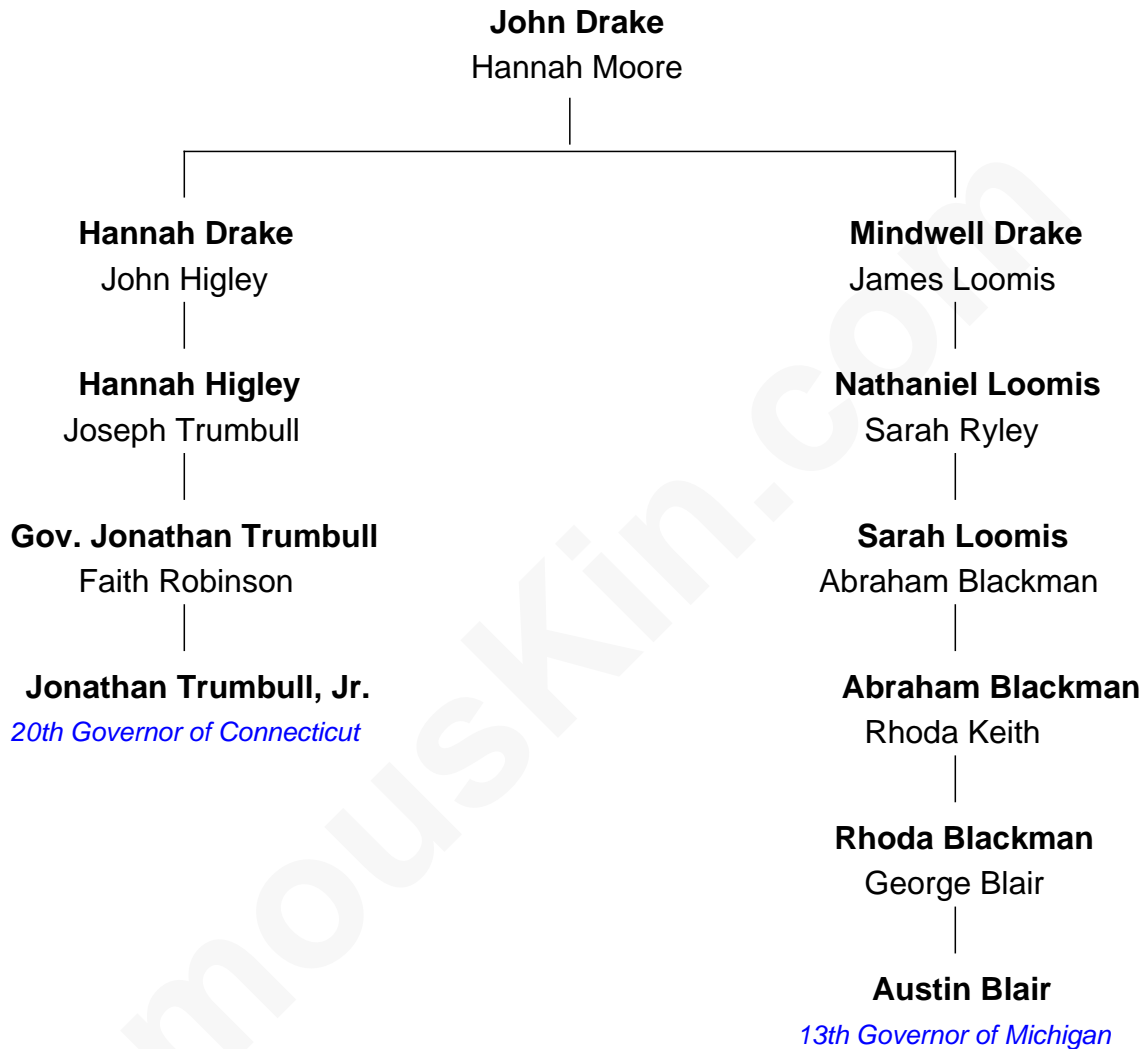 John Drake
Hannah Moore
Hannah Drake
John Higley
Hannah Higley
Joseph Trumbull
Gov. Jonathan Trumbull
Faith Robinson
Jonathan Trumbull, Jr.
20th Governor of Connecticut
Mindwell Drake
James Loomis
Nathaniel Loomis
Sarah Ryley
Sarah Loomis
Abraham Blackman
Abraham Blackman
Rhoda Keith
Rhoda Blackman
George Blair
Austin Blair
13th Governor of Michigan
mouskin.com